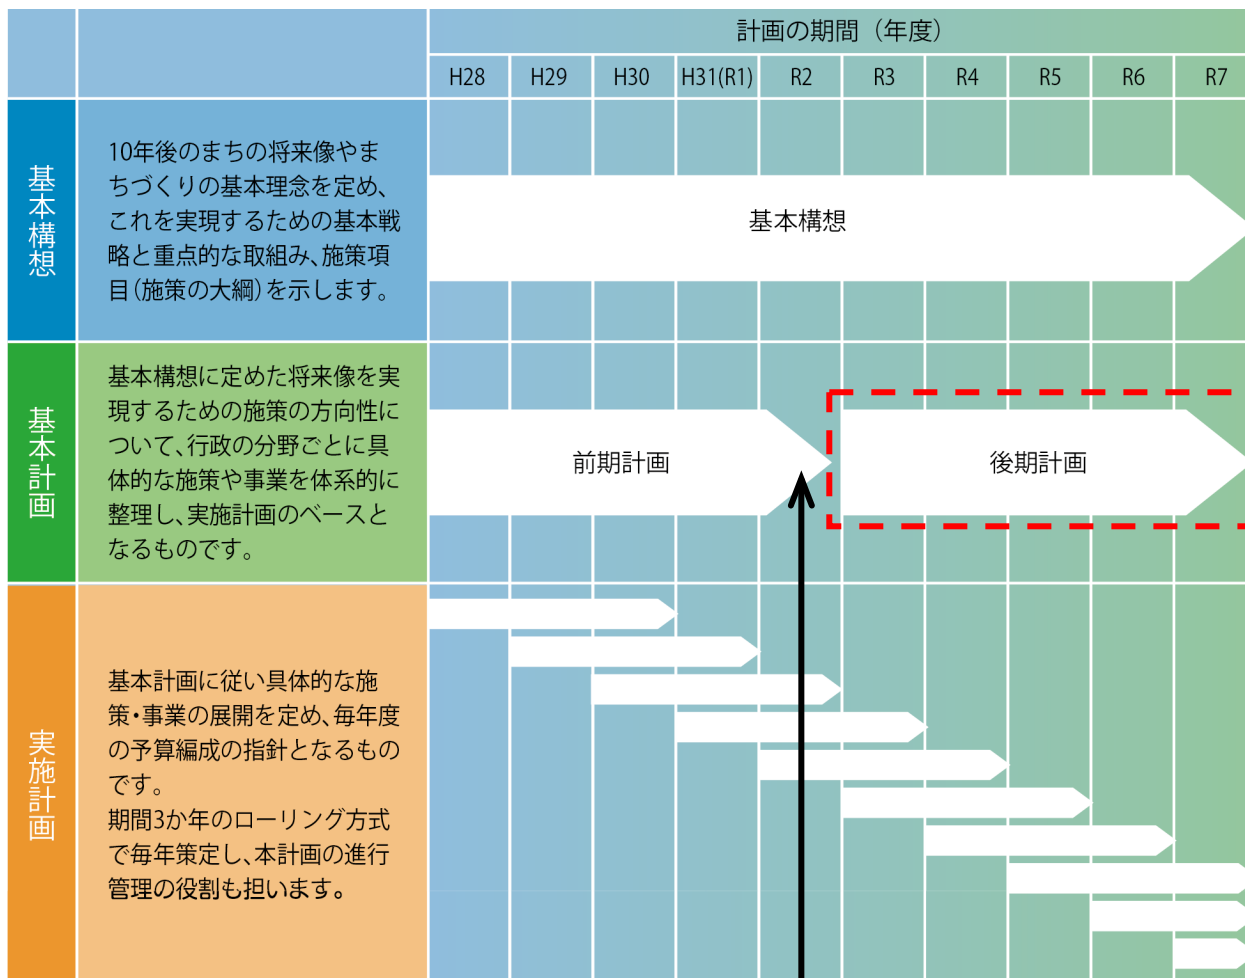 計画の期間（年度）
H28 H29 H30 H31(R1) R2 R3 R4 R5 R6 R7
基本構想
10年後のまちの将来像やま
ちづくりの基本理念を定め、
これを実現するための基本戦
略と重点的な取組み、施策項
目（施策の大綱）を示します。
基本構想
基本計画
基本構想に定めた将来像を実
現するための施策の方向性に
ついて、行政の分野ごとに具
体的な施策や事業を体系的に
整理し、実施計画のベースと
なるものです。
前期計画
後期計画
実施計画
基本計画に従い具体的な施
策・事業の展開を定め、毎年度
の予算編成の指針となるもの
です。
期間3か年のローリング方式
で毎年策定し、本計画の進行
管理の役割も担います。